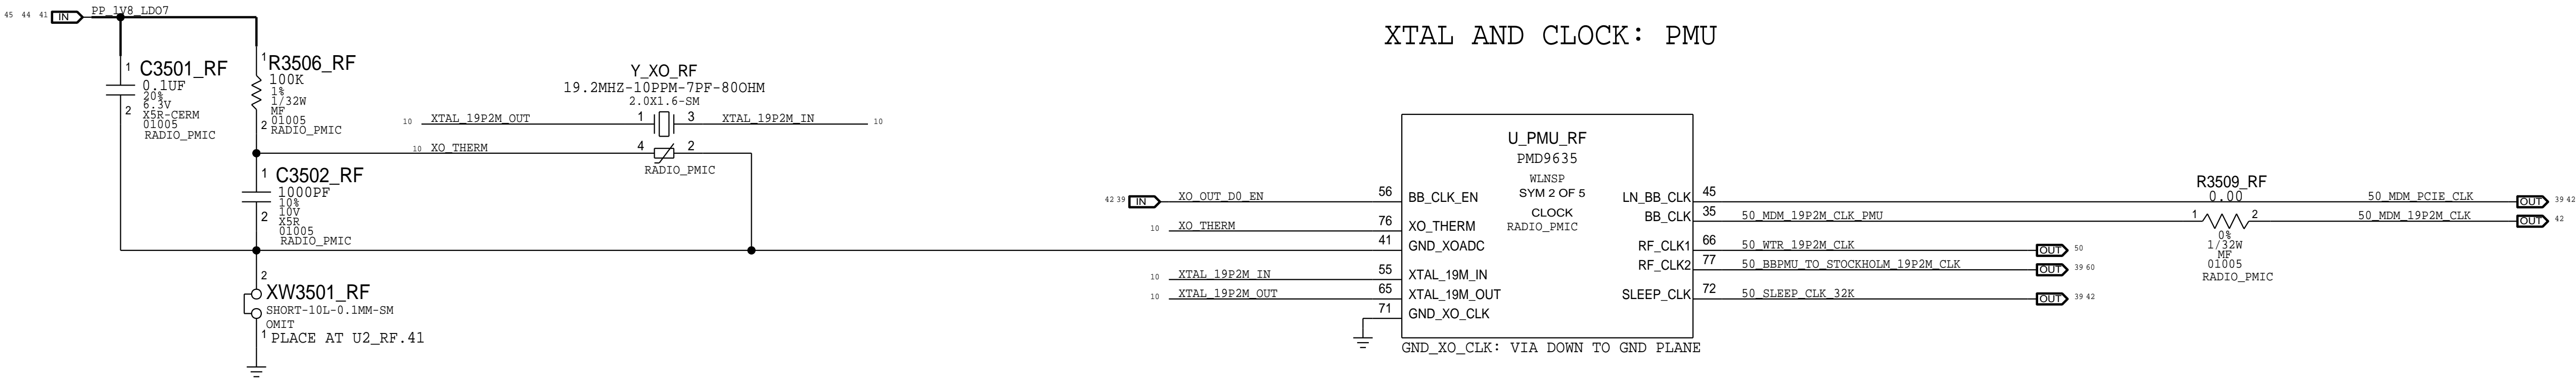 XTAL AND CLOCK: PMU
45 44 41 IN PP_1V8_LDO7
1 C3501_RF
0.1UF
20%
6.3V
2 X5R-CERM
01005
RADIO_PMIC
1 R3506_RF
100K
1%
1/32W
MF
01005
2 RADIO_PMIC
Y_XO_RF
19.2MHZ-10PPM-7PF-80OHM
2.0X1.6-SM
10 XTAL_19P2M_OUT 1 3 XTAL_19P2M_IN 10
10 XO_THERM 4 2
RADIO_PMIC
1 C3502_RF
1000PF
10%
10V
2 X5R
01005
RADIO_PMIC
2
XW3501_RF
SHORT-10L-0.1MM-SM
OMIT
1 PLACE AT U2_RF.41
U_PMU_RF
PMD9635
WLNSP
SYM 2 OF 5
CLOCK
RADIO_PMIC
42 39 IN XO_OUT_D0_EN 56 BB_CLK_EN
10 XO_THERM 76 XO_THERM
41 GND_XOADC
10 XTAL_19P2M_IN 55 XTAL_19M_IN
10 XTAL_19P2M_OUT 65 XTAL_19M_OUT
71 GND_XO_CLK
GND_XO_CLK: VIA DOWN TO GND PLANE
LN_BB_CLK 45 50_MDM_PCIE_CLK OUT 39 42
BB_CLK 35 50_MDM_19P2M_CLK_PMU 1 2 50_MDM_19P2M_CLK OUT 42
RF_CLK1 66 50_WTR_19P2M_CLK OUT 50
RF_CLK2 77 50_BBPMU_TO_STOCKHOLM_19P2M_CLK OUT 39 60
SLEEP_CLK 72 50_SLEEP_CLK_32K OUT 39 42
R3509_RF
0.00
0%
1/32W
MF
01005
RADIO_PMIC